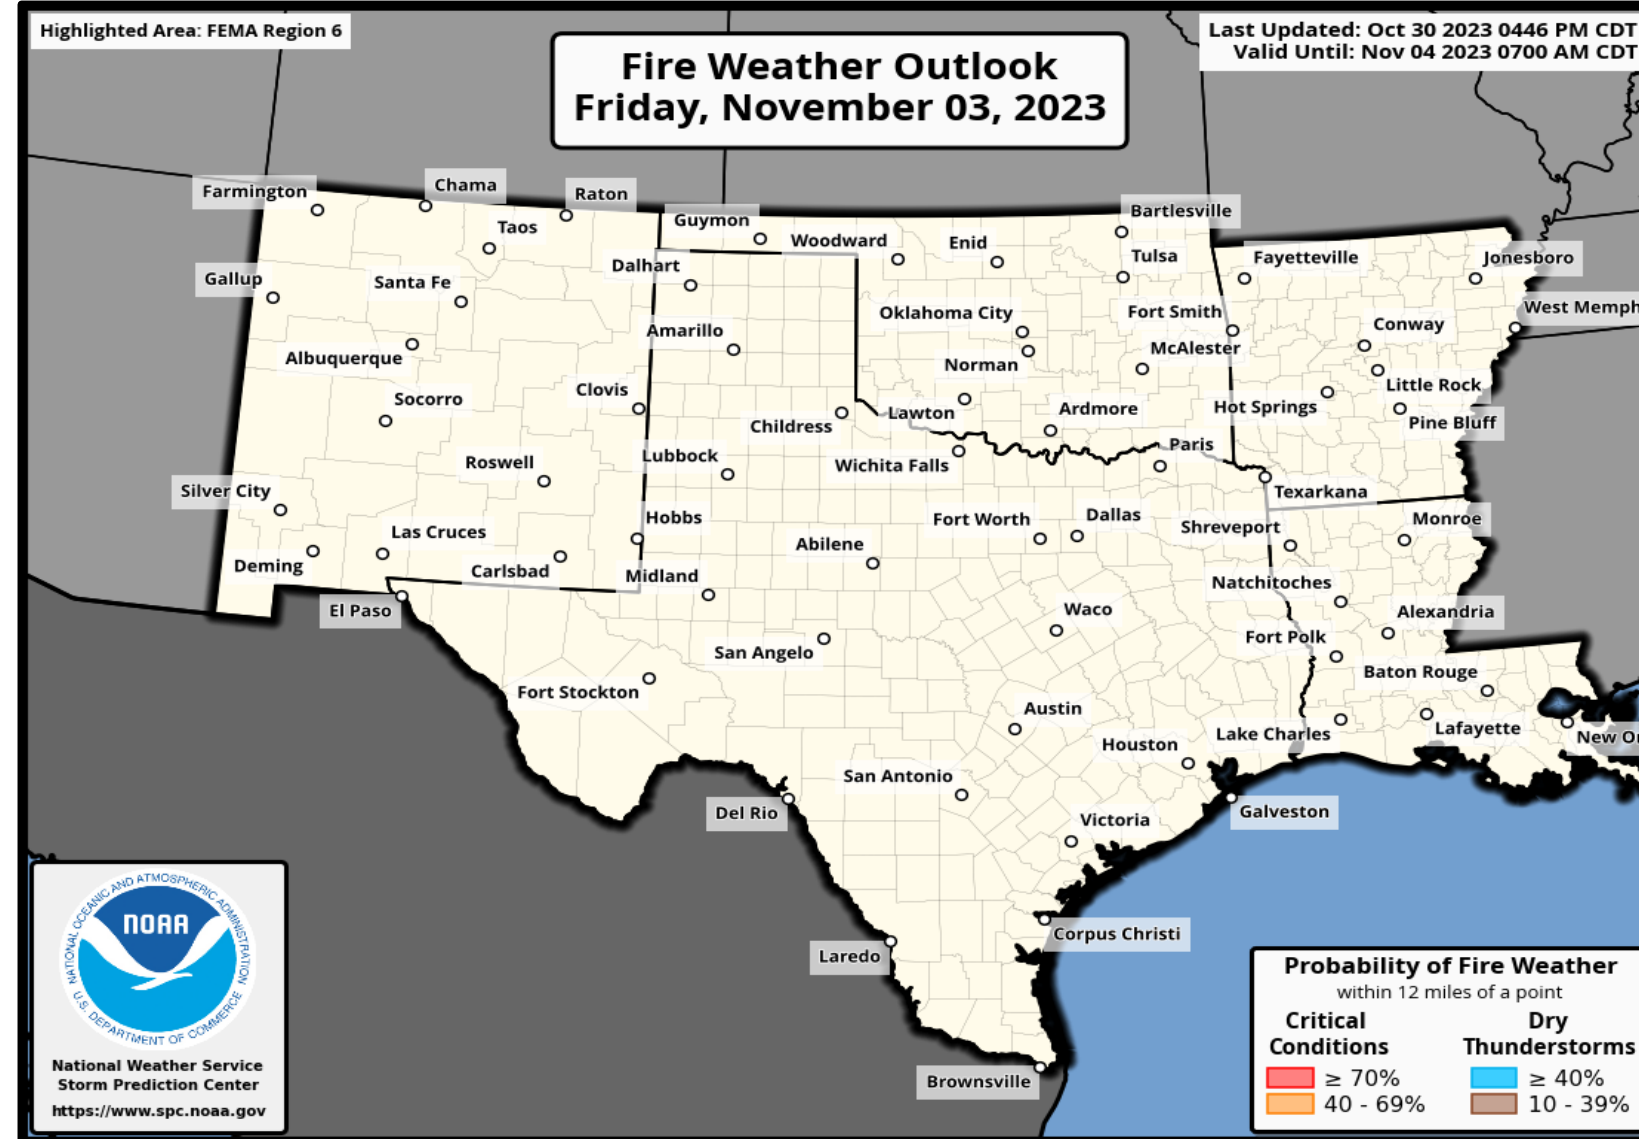 Highlighted Area: FEMA Region 6
Last Updated: Oct 30 2023 0446 PM CDT
Valid Until: Nov 04 2023 0700 AM CDT
Fire Weather Outlook
Friday, November 03, 2023
Farmington
Chama
Raton
Taos
Guymon
Woodward
Enid
Bartlesville
Tulsa
Fayetteville
Jonesboro
Gallup
Santa Fe
Dalhart
Amarillo
Oklahoma City
Fort Smith
West Memph
Conway
Albuquerque
Norman
McAlester
Little Rock
Socorro
Clovis
Childress
Lawton
Ardmore
Hot Springs
Pine Bluff
Roswell
Lubbock
Wichita Falls
Paris
Silver City
Texarkana
Las Cruces
Hobbs
Fort Worth
Dallas
Shreveport
Monroe
Abilene
Deming
Carlsbad
Midland
Natchitoches
El Paso
Waco
Alexandria
San Angelo
Fort Polk
Baton Rouge
Fort Stockton
Austin
Houston
Lake Charles
Lafayette
New Or
San Antonio
Del Rio
Victoria
Galveston
Corpus Christi
Laredo
Brownsville
NATIONAL OCEANIC AND ATMOSPHERIC ADMINISTRATION
NOAA
U.S. DEPARTMENT OF COMMERCE
National Weather Service
Storm Prediction Center
https://www.spc.noaa.gov
Probability of Fire Weather
within 12 miles of a point
Critical
Conditions
≥ 70%
40 - 69%
Dry
Thunderstorms
≥ 40%
10 - 39%